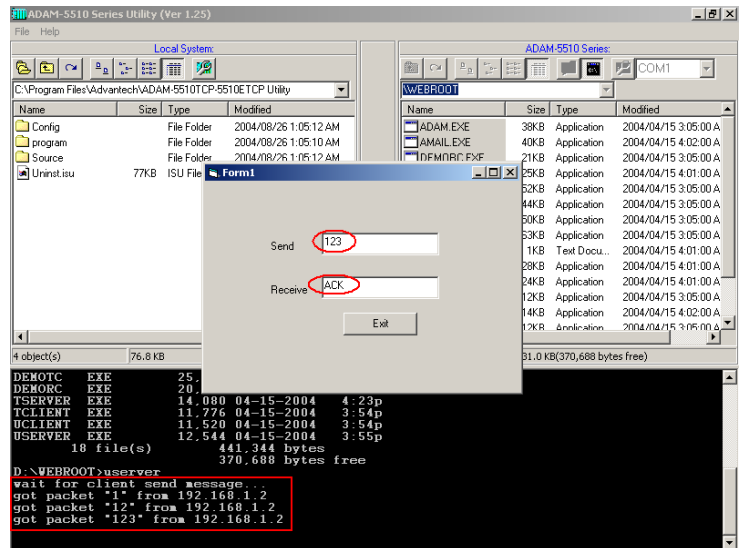 ADAM-5510 Series Utility (Ver 1.25)
File Help
Local System:
ADAM-5510 Series:
COM1
C:\Program Files\Advantech\ADAM-5510TCP-5510ETCP Utility
\WEBROOT
Name Size Type Modified
Config File Folder 2004/08/26 1:05:12 AM
program File Folder 2004/08/26 1:05:10 AM
Source File Folder 2004/08/26 1:05:12 AM
Uninst.isu 77KB ISU File
Name Size Type Modified
ADAM.EXE 38KB Application 2004/04/15 3:05:00 A
AMAIL.EXE 40KB Application 2004/04/15 4:02:00 A
DEMORC.EXE 21KB Application 2004/04/15 3:05:00 A
25KB Application 2004/04/15 4:01:00 A
52KB Application 2004/04/15 3:05:00 A
44KB Application 2004/04/15 3:05:00 A
50KB Application 2004/04/15 3:05:00 A
53KB Application 2004/04/15 3:05:00 A
1KB Text Docu... 2004/04/15 4:01:00 A
28KB Application 2004/04/15 4:01:00 A
24KB Application 2004/04/15 4:01:00 A
12KB Application 2004/04/15 3:05:00 A
14KB Application 2004/04/15 4:02:00 A
12KB Application 2004/04/15 3:05:00 A
Form1
Send 123
Receive ACK
Exit
4 object(s) 76.8 KB
31.0 KB(370,688 bytes free)
DEMOTC EXE 25,
DEMORC EXE 20,
TSERVER EXE 14,080 04-15-2004 4:23p
TCLIENT EXE 11,776 04-15-2004 3:54p
UCLIENT EXE 11,520 04-15-2004 3:54p
USERVER EXE 12,544 04-15-2004 3:55p
18 file(s) 441,344 bytes
370,688 bytes free
D:\WEBROOT>userver
wait for client send message...
got packet "1" from 192.168.1.2
got packet "12" from 192.168.1.2
got packet "123" from 192.168.1.2